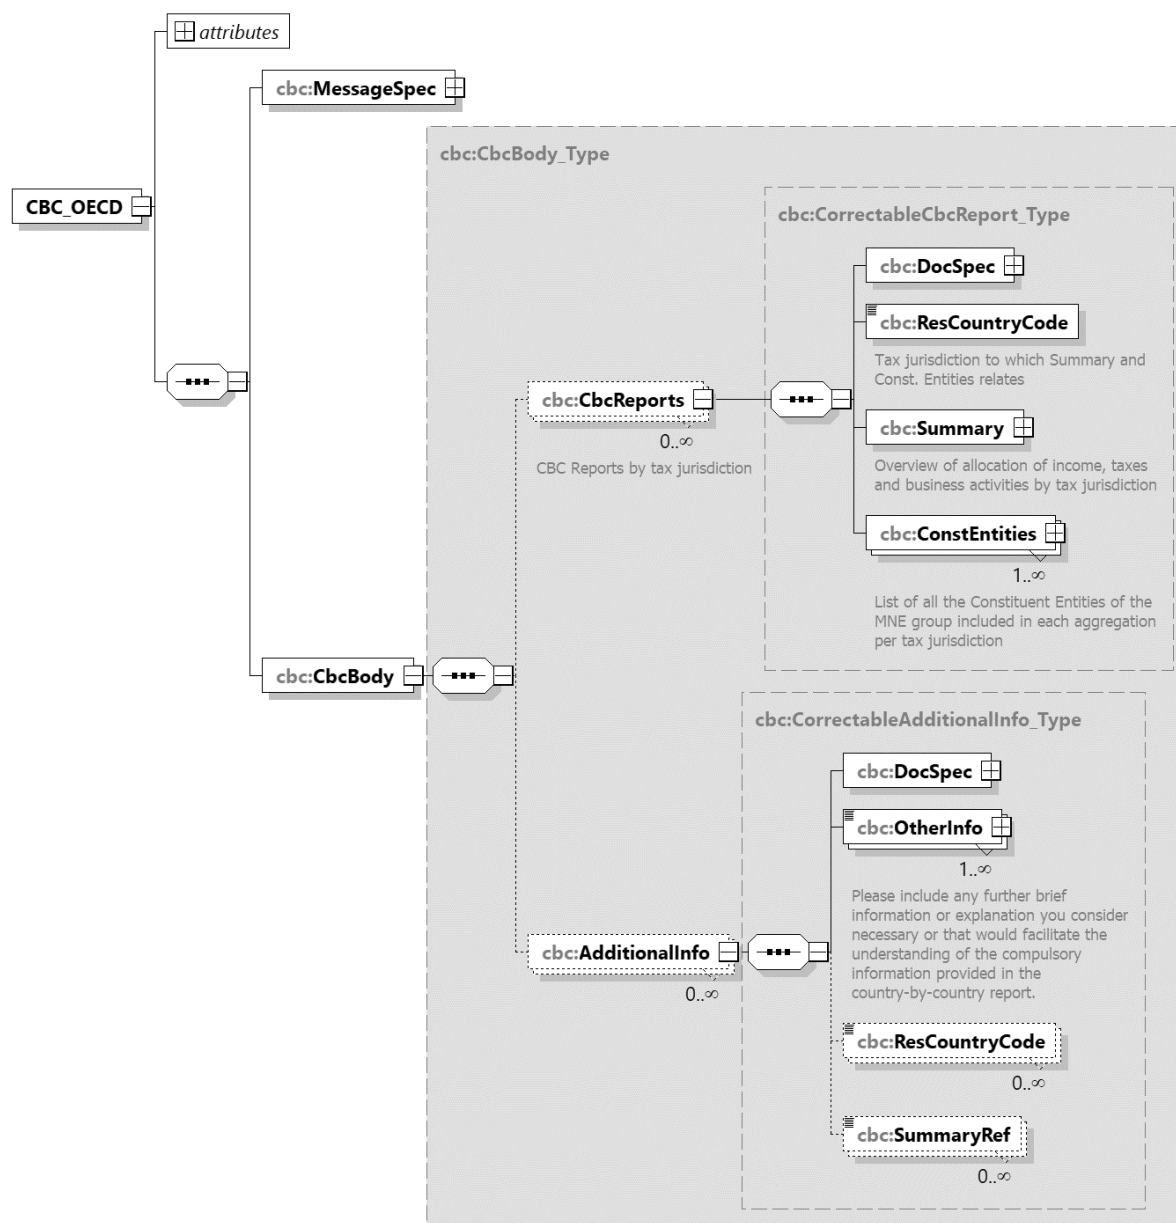 attributes
cbc:MessageSpec
cbc:CbcBody_Type
CBC_OECD
cbc:CorrectableCbcReport_Type
cbc:DocSpec
cbc:ResCountryCode
Tax jurisdiction to which Summary and
Const. Entities relates
cbc:CbcReports
0..∞
CBC Reports by tax jurisdiction
cbc:Summary
Overview of allocation of income, taxes
and business activities by tax jurisdiction
cbc:ConstEntities
1..∞
List of all the Constituent Entities of the
MNE group included in each aggregation
per tax jurisdiction
cbc:CbcBody
cbc:CorrectableAdditionalInfo_Type
cbc:DocSpec
cbc:OtherInfo
1..∞
Please include any further brief
information or explanation you consider
necessary or that would facilitate the
understanding of the compulsory
information provided in the
country-by-country report.
cbc:AdditionalInfo
0..∞
cbc:ResCountryCode
0..∞
cbc:SummaryRef
0..∞